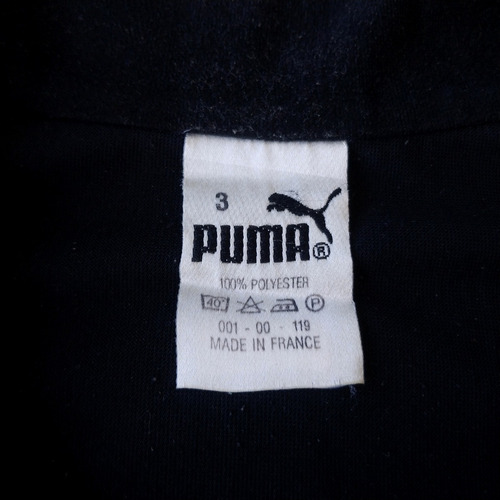 3
PUMA®
100% POLYESTER
40° P
001 - 00 - 119
MADE IN FRANCE